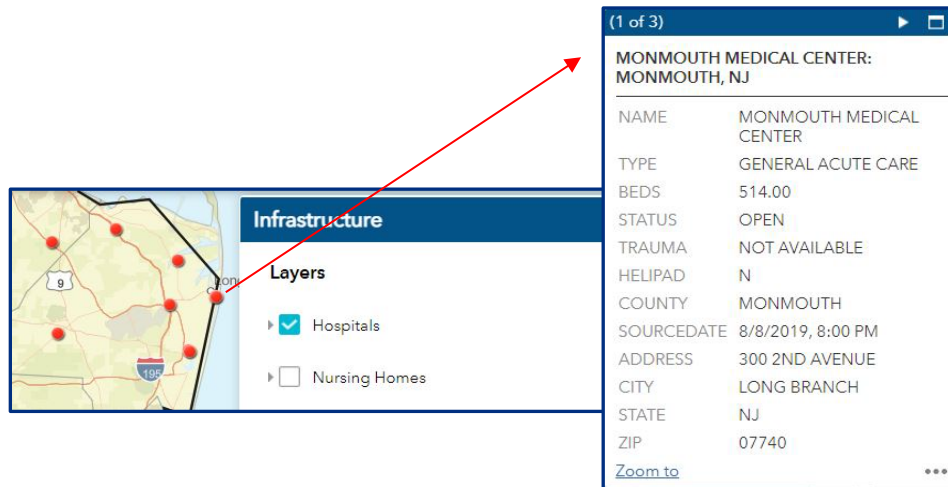 (1 of 3)
MONMOUTH MEDICAL CENTER:
MONMOUTH, NJ
NAME MONMOUTH MEDICAL
CENTER
TYPE GENERAL ACUTE CARE
BEDS 514.00
STATUS OPEN
TRAUMA NOT AVAILABLE
HELIPAD N
COUNTY MONMOUTH
SOURCEDATE 8/8/2019, 8:00 PM
ADDRESS 300 2ND AVENUE
CITY LONG BRANCH
STATE NJ
ZIP 07740
Zoom to
Infrastructure
Layers
Hospitals
Nursing Homes
9
195